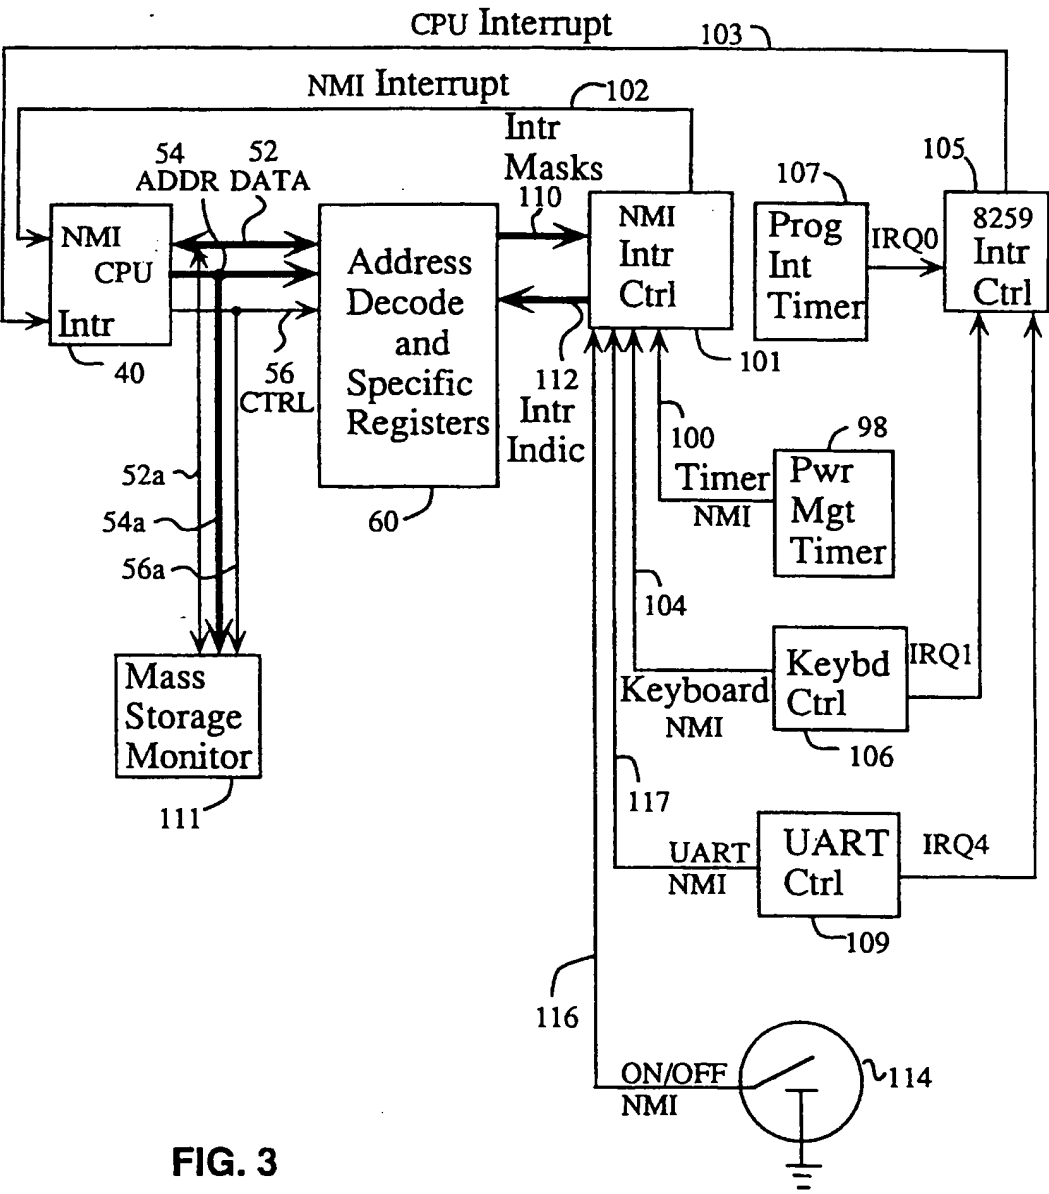 CPU Interrupt
103
NMI Interrupt
102
Intr
Masks
110
54
52
ADDR DATA
105
107
NMI
CPU
Intr
40
Address
Decode
and
Specific
Registers
60
56
CTRL
NMI
Intr
Ctrl
101
Prog
Int
Timer
IRQ0
8259
Intr
Ctrl
112
Intr
Indic
100
98
Timer
NMI
Pwr
Mgt
Timer
52a
54a
56a
104
Keyboard
NMI
Keybd
Ctrl
IRQ1
106
Mass
Storage
Monitor
111
117
UART
NMI
UART
Ctrl
IRQ4
109
116
ON/OFF
NMI
114
FIG. 3